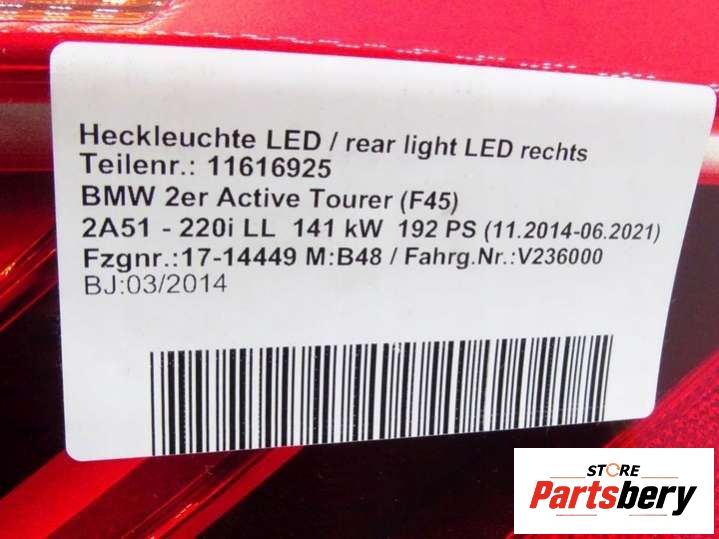 Heckleuchte LED / rear light LED rechts
Teilenr.: 11616925
BMW 2er Active Tourer (F45)
2A51 - 220i LL 141 kW 192 PS (11.2014-06.2021)
Fzgnr.:17-14449 M:B48 / Fahrg.Nr.:V236000
BJ:03/2014
STORE
Partsbery